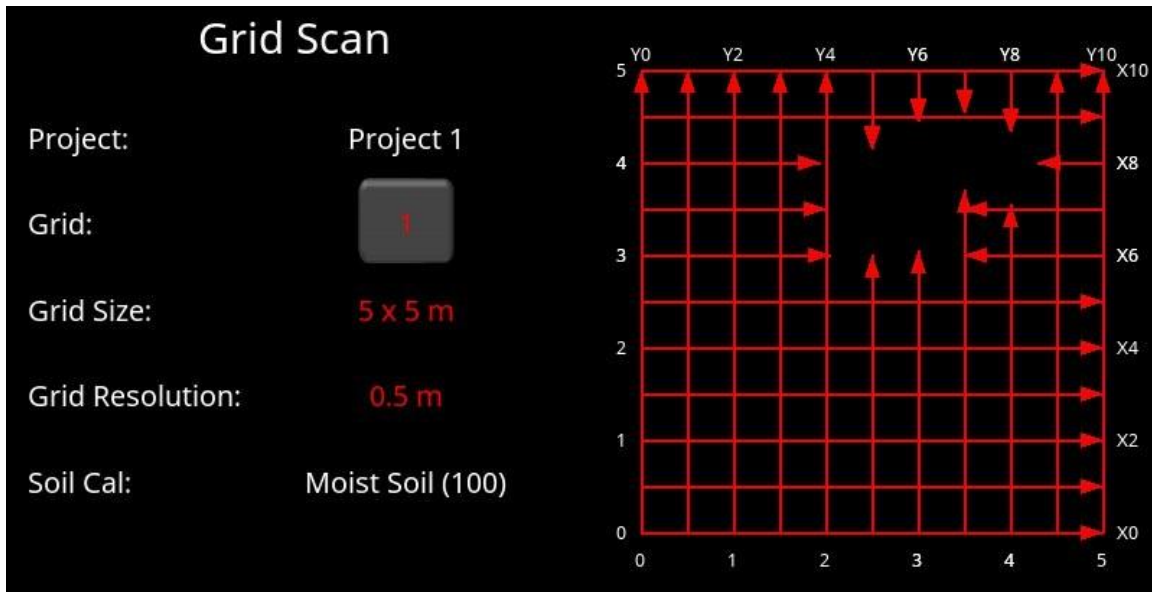 Grid Scan
Project: Project 1
Grid: 1
Grid Size: 5 x 5 m
Grid Resolution: 0.5 m
Soil Cal: Moist Soil (100)
Y0 Y2 Y4 Y6 Y8 Y10
5 X10
4 X8
3 X6
2 X4
1 X2
0 X0
0 1 2 3 4 5